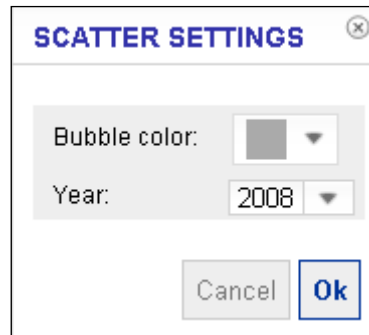 SCATTER SETTINGS
Bubble color:
Year: 2008
Cancel Ok